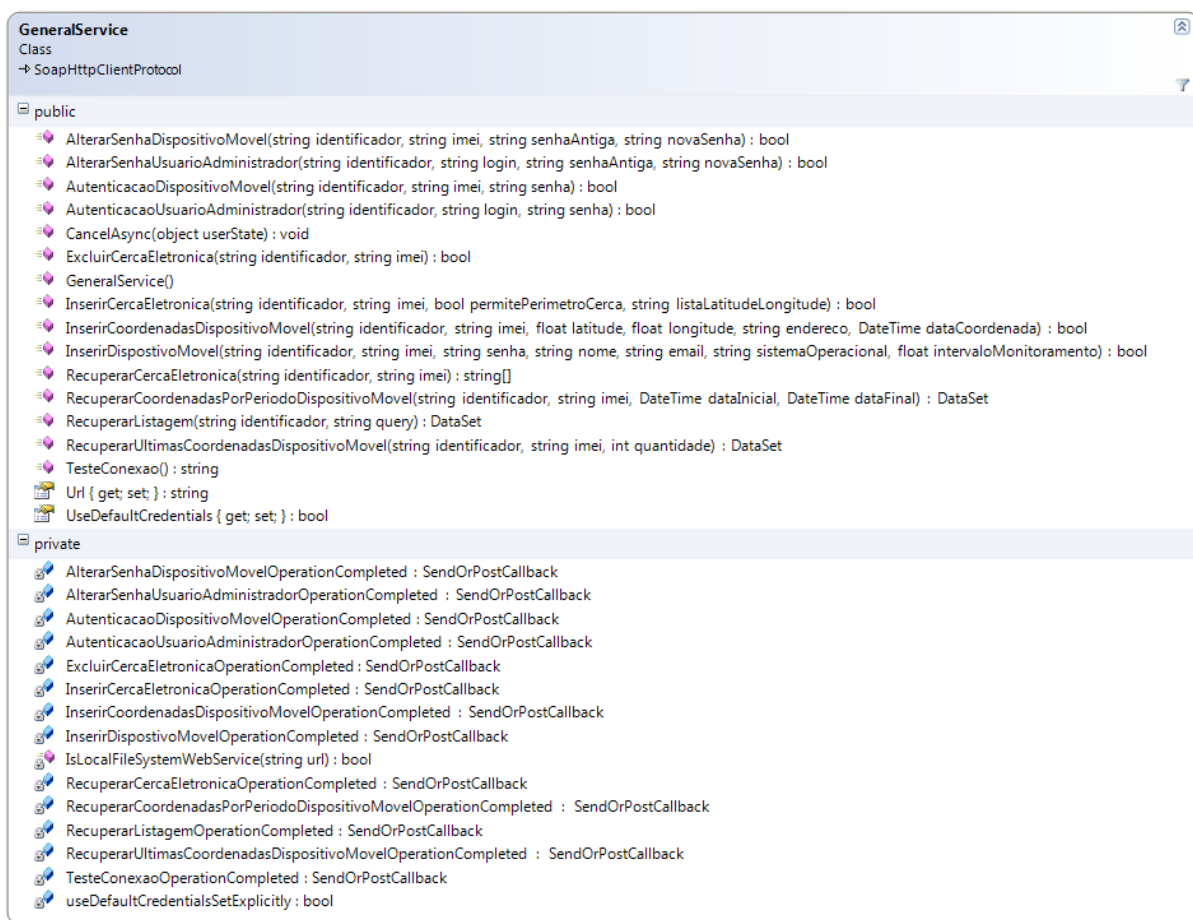 GeneralService
Class
SoapHttpClientProtocol
public
AlterarSenhaDispositivoMovel(string identificador, string imei, string senhaAntiga, string novaSenha) : bool
AlterarSenhaUsuarioAdministrador(string identificador, string login, string senhaAntiga, string novaSenha) : bool
AutenticacaoDispositivoMovel(string identificador, string imei, string senha) : bool
AutenticacaoUsuarioAdministrador(string identificador, string login, string senha) : bool
CancelAsync(object userState) : void
ExcluirCercaEletronica(string identificador, string imei) : bool
GeneralService()
InserirCercaEletronica(string identificador, string imei, bool permitePerimetroCerca, string listaLatitudeLongitude) : bool
InserirCoordenadasDispositivoMovel(string identificador, string imei, float latitude, float longitude, string endereco, DateTime dataCoordenada) : bool
InserirDispostivoMovel(string identificador, string imei, string senha, string nome, string email, string sistemaOperacional, float intervaloMonitoramento) : bool
RecuperarCercaEletronica(string identificador, string imei) : string[]
RecuperarCoordenadasPorPeriodoDispositivoMovel(string identificador, string imei, DateTime dataInicial, DateTime dataFinal) : DataSet
RecuperarListagem(string identificador, string query) : DataSet
RecuperarUltimasCoordenadasDispositivoMovel(string identificador, string imei, int quantidade) : DataSet
TesteConexao() : string
Url { get; set; } : string
UseDefaultCredentials { get; set; } : bool
private
AlterarSenhaDispositivoMovelOperationCompleted : SendOrPostCallback
AlterarSenhaUsuarioAdministradorOperationCompleted : SendOrPostCallback
AutenticacaoDispositivoMovelOperationCompleted : SendOrPostCallback
AutenticacaoUsuarioAdministradorOperationCompleted : SendOrPostCallback
ExcluirCercaEletronicaOperationCompleted : SendOrPostCallback
InserirCercaEletronicaOperationCompleted : SendOrPostCallback
InserirCoordenadasDispositivoMovelOperationCompleted : SendOrPostCallback
InserirDispostivoMovelOperationCompleted : SendOrPostCallback
IsLocalFileSystemWebService(string url) : bool
RecuperarCercaEletronicaOperationCompleted : SendOrPostCallback
RecuperarCoordenadasPorPeriodoDispositivoMovelOperationCompleted : SendOrPostCallback
RecuperarListagemOperationCompleted : SendOrPostCallback
RecuperarUltimasCoordenadasDispositivoMovelOperationCompleted : SendOrPostCallback
TesteConexaoOperationCompleted : SendOrPostCallback
useDefaultCredentialsSetExplicitly : bool